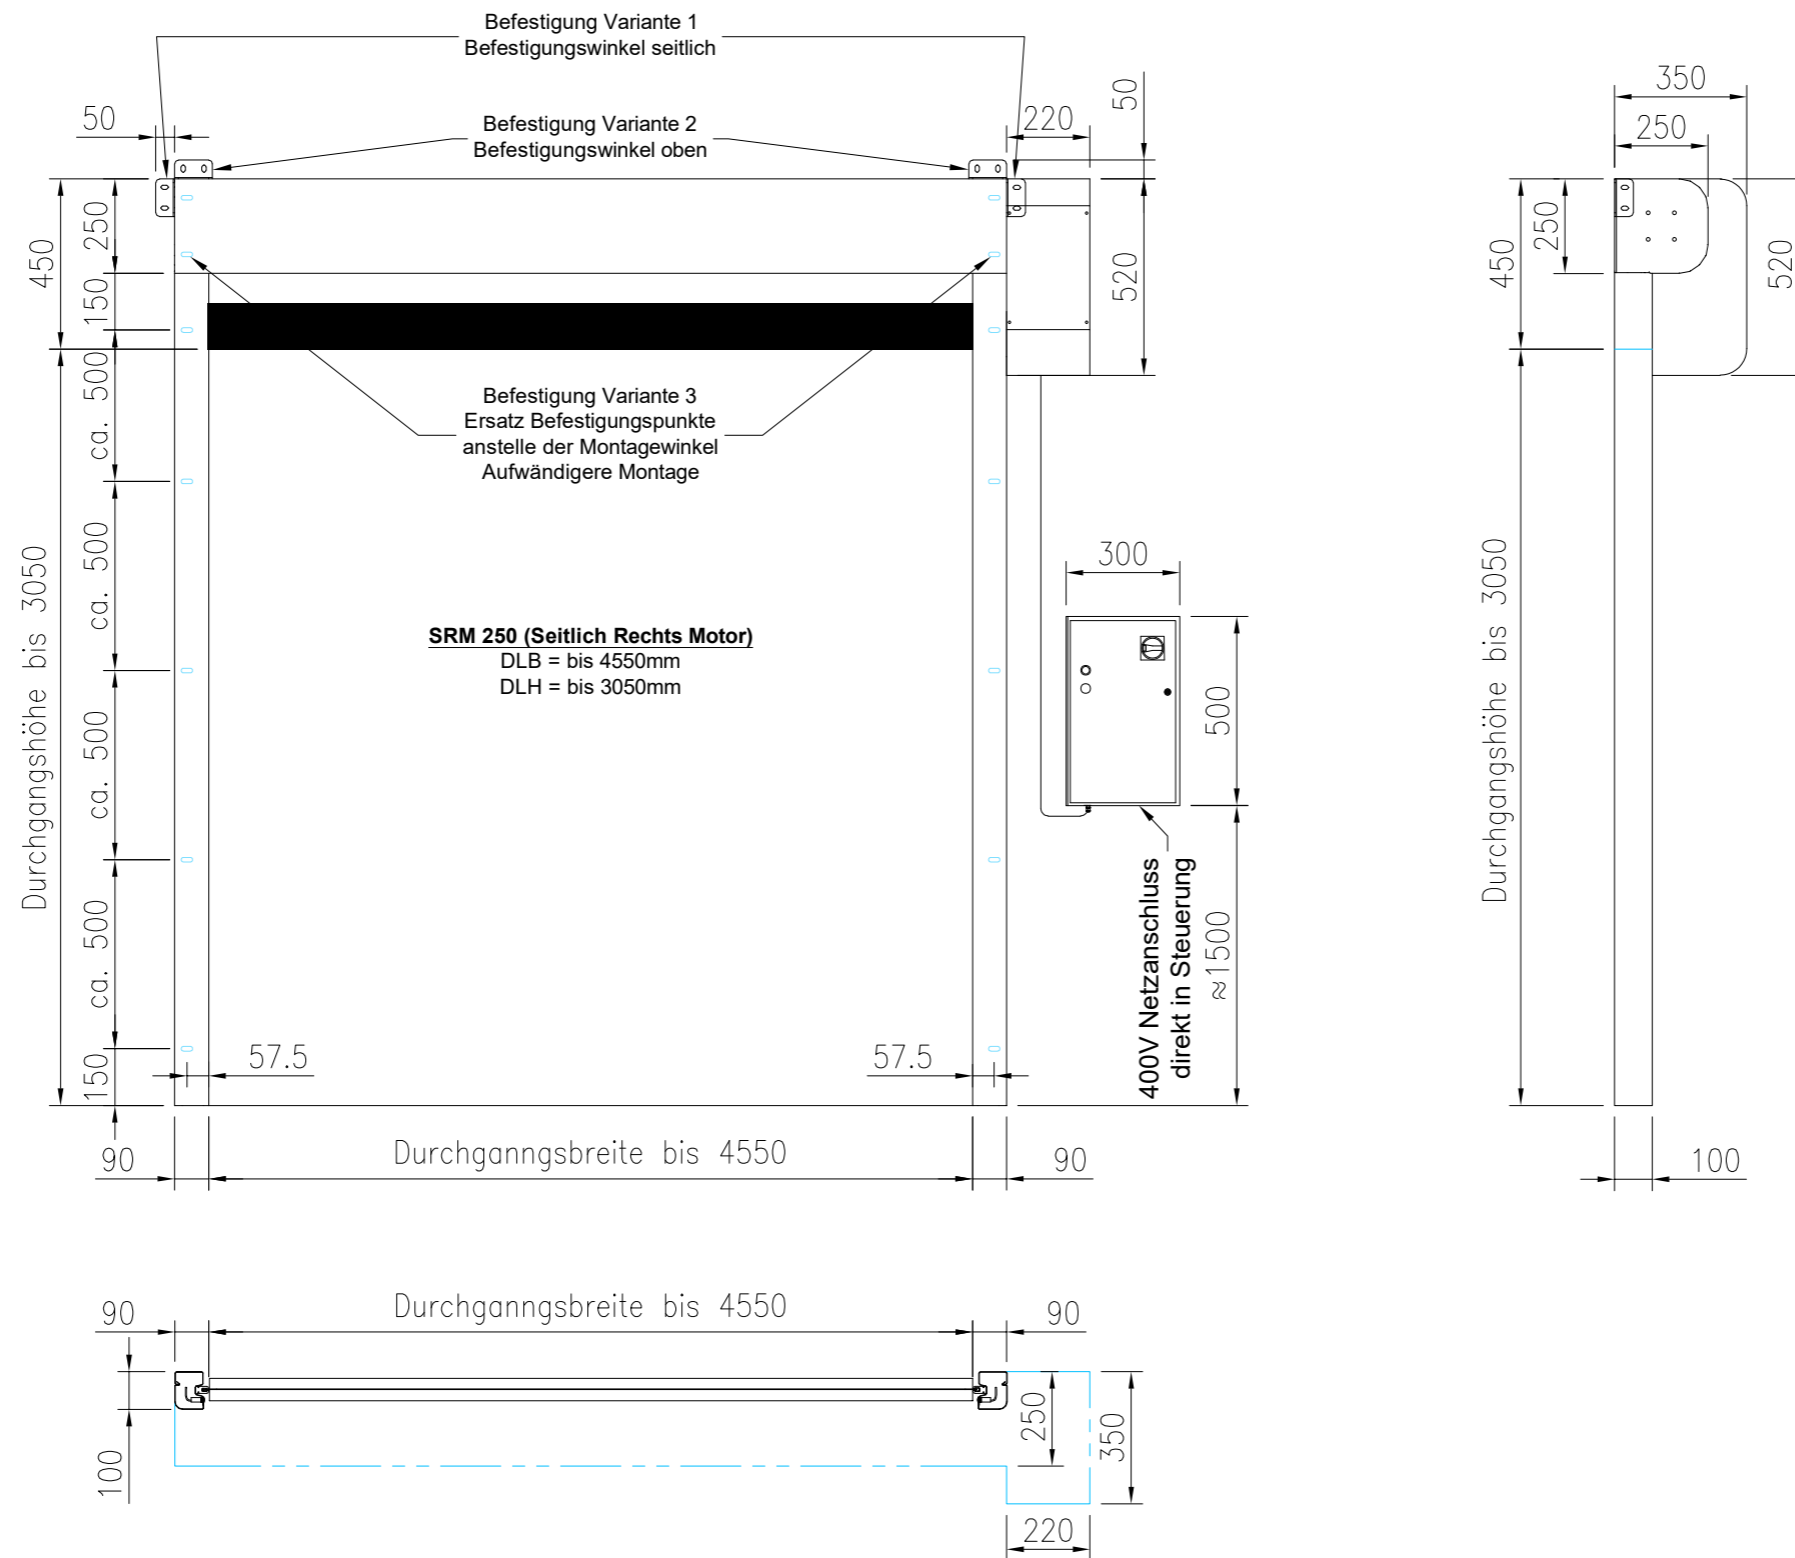 Befestigung Variante 1
Befestigungswinkel seitlich
50
Befestigung Variante 2
Befestigungswinkel oben
220
50
350
250
450
250
150
520
450
250
520
ca. 500
Befestigung Variante 3
Ersatz Befestigungspunkte
anstelle der Montagewinkel
Aufwändigere Montage
Durchgangshöhe bis 3050
ca. 500
ca. 500
ca. 500
150
SRM 250 (Seitlich Rechts Motor)
DLB = bis 4550mm
DLH = bis 3050mm
300
500
400V Netzanschluss
direkt in Steuerung
≈1500
Durchgangshöhe bis 3050
57.5
57.5
90
Durchganngsbreite bis 4550
90
100
90
Durchganngsbreite bis 4550
90
100
250
350
220